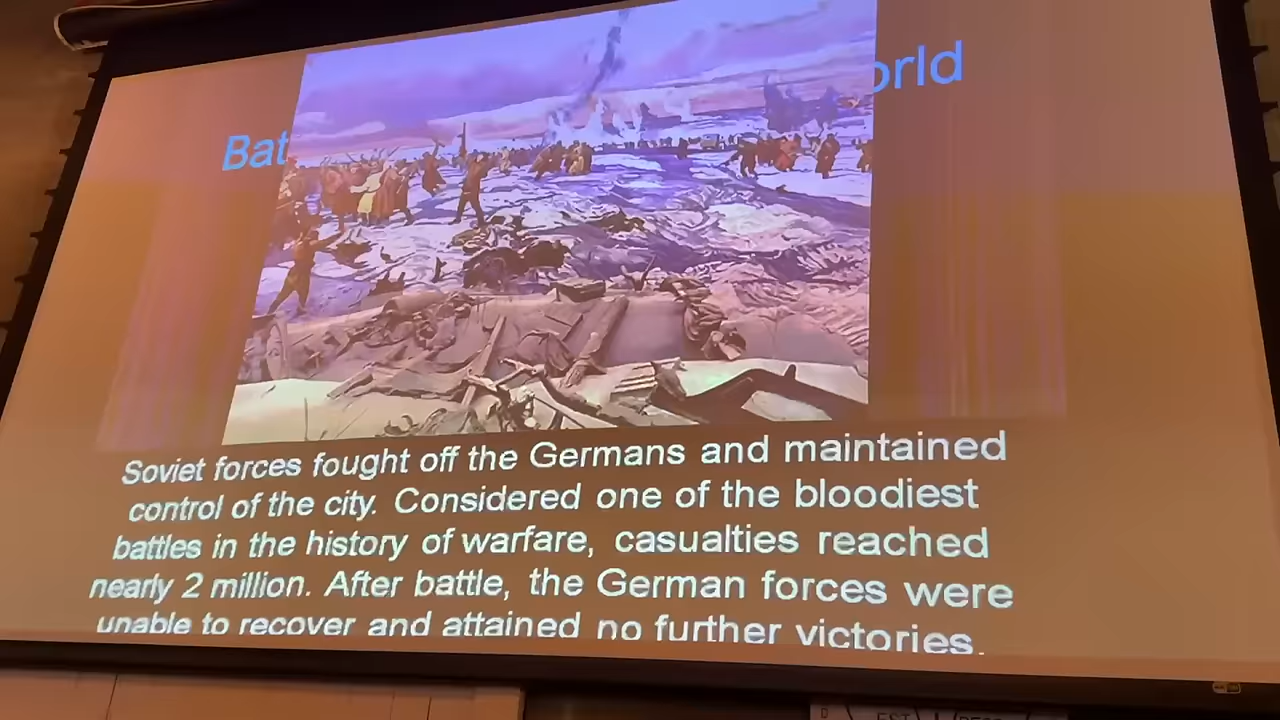 orld
Bat
Soviet forces fought off the Germans and maintained
control of the city. Considered one of the bloodiest
battles in the history of warfare, casualties reached
nearly 2 million. After battle, the German forces were
unable to recover and attained no further victories.